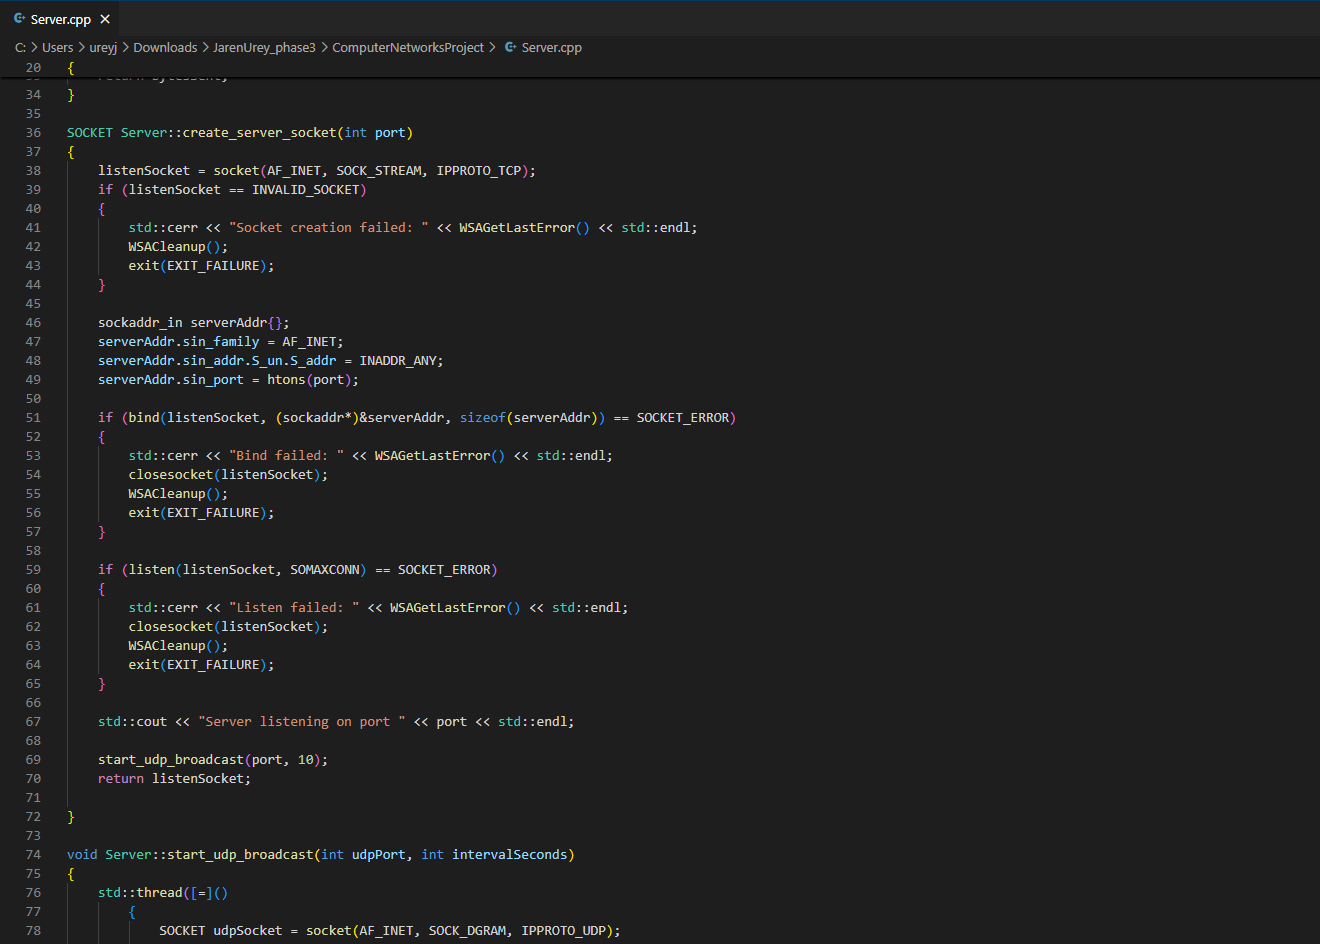 Server.cpp
C: > Users > ureyj > Downloads > JarenUrey_phase3 > ComputerNetworksProject > Server.cpp
20 {
34 }
35
36 SOCKET Server::create_server_socket(int port)
37 {
38     listenSocket = socket(AF_INET, SOCK_STREAM, IPPROTO_TCP);
39     if (listenSocket == INVALID_SOCKET)
40     {
41         std::cerr << "Socket creation failed: " << WSAGetLastError() << std::endl;
42         WSACleanup();
43         exit(EXIT_FAILURE);
44     }
45
46     sockaddr_in serverAddr{};
47     serverAddr.sin_family = AF_INET;
48     serverAddr.sin_addr.S_un.S_addr = INADDR_ANY;
49     serverAddr.sin_port = htons(port);
50
51     if (bind(listenSocket, (sockaddr*)&serverAddr, sizeof(serverAddr)) == SOCKET_ERROR)
52     {
53         std::cerr << "Bind failed: " << WSAGetLastError() << std::endl;
54         closesocket(listenSocket);
55         WSACleanup();
56         exit(EXIT_FAILURE);
57     }
58
59     if (listen(listenSocket, SOMAXCONN) == SOCKET_ERROR)
60     {
61         std::cerr << "Listen failed: " << WSAGetLastError() << std::endl;
62         closesocket(listenSocket);
63         WSACleanup();
64         exit(EXIT_FAILURE);
65     }
66
67     std::cout << "Server listening on port " << port << std::endl;
68
69     start_udp_broadcast(port, 10);
70     return listenSocket;
71
72 }
73
74 void Server::start_udp_broadcast(int udpPort, int intervalSeconds)
75 {
76     std::thread([=]()
77         {
78             SOCKET udpSocket = socket(AF_INET, SOCK_DGRAM, IPPROTO_UDP);